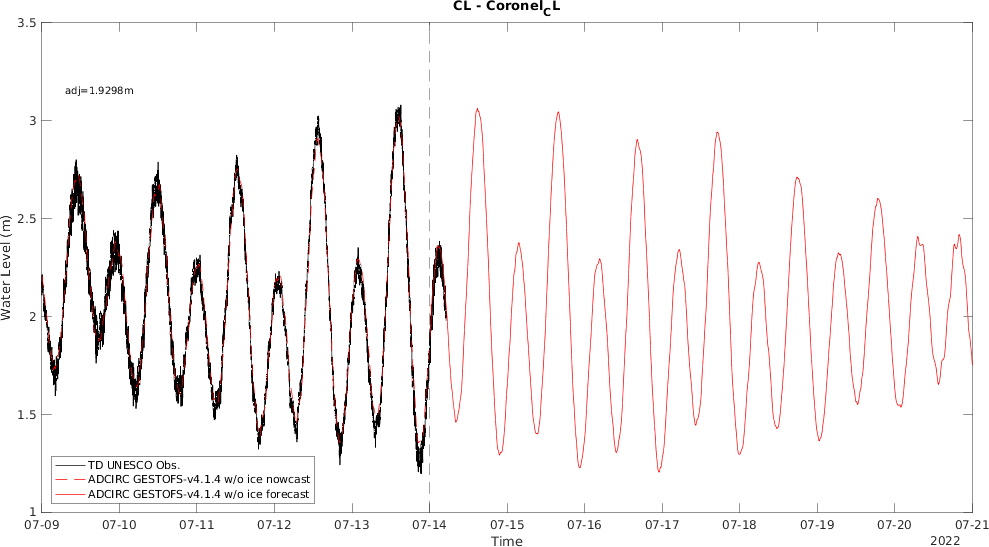 CL - Coronel_CL
3.5
adj=1.9298m
3
2.5
Water Level (m)
2
1.5
TD UNESCO Obs.
ADCIRC GESTOFS-v4.1.4 w/o ice nowcast
ADCIRC GESTOFS-v4.1.4 w/o ice forecast
1
07-09 07-10 07-11 07-12 07-13 07-14 07-15 07-16 07-17 07-18 07-19 07-20 07-21
Time
2022